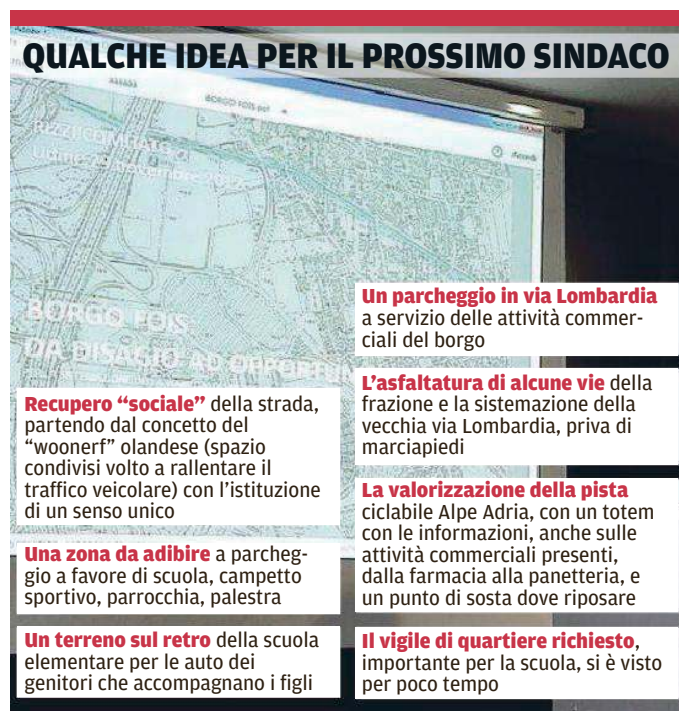 QUALCHE IDEA PER IL PROSSIMO SINDACO
BORGO FOIS
DA DISAGIO AD OPPORTUN
Recupero “sociale” della strada,
partendo dal concetto del
“woonerf” olandese (spazio
condivisi volto a rallentare il
traffico veicolare) con l’istituzione
di un senso unico
Una zona da adibire a parcheg-
gio a favore di scuola, campetto
sportivo, parrocchia, palestra
Un terreno sul retro della scuola
elementare per le auto dei
genitori che accompagnano i figli
Un parcheggio in via Lombardia
a servizio delle attività commer-
ciali del borgo
L’asfaltatura di alcune vie della
frazione e la sistemazione della
vecchia via Lombardia, priva di
marciapiedi
La valorizzazione della pista
ciclabile Alpe Adria, con un totem
con le informazioni, anche sulle
attività commerciali presenti,
dalla farmacia alla panetteria, e
un punto di sosta dove riposare
Il vigile di quartiere richiesto,
importante per la scuola, si è visto
per poco tempo